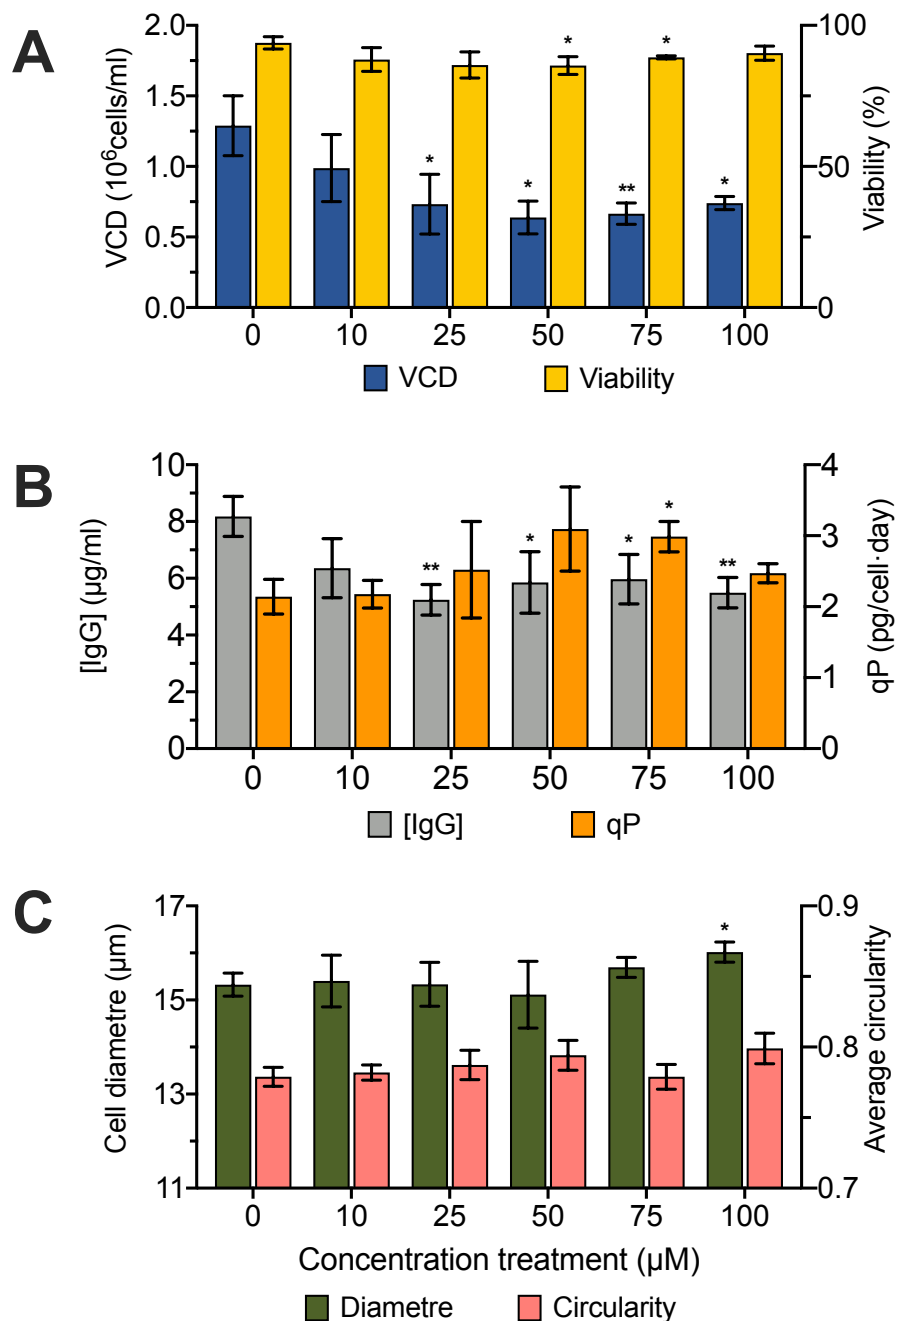 A
VCD (10⁶cells/ml)
2.0
1.5
1.0
0.5
0.0
* * * * ** * 
100
50
0
Viability (%)
0 10 25 50 75 100
VCD Viability
B
[IgG] (µg/ml)
10
8
6
4
2
0
** * * * **
4
3
2
1
0
qP (pg/cell·day)
0 10 25 50 75 100
[IgG] qP
C
Cell diametre (µm)
17
15
13
11
*
0.9
0.8
0.7
Average circularity
0 10 25 50 75 100
Concentration treatment (µM)
Diametre Circularity